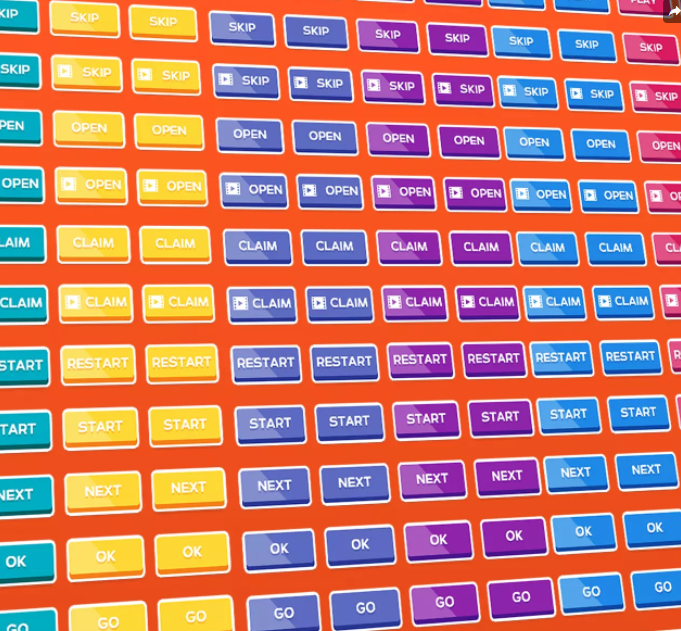 PLAY
KIP SKIP SKIP SKIP SKIP SKIP SKIP SKIP SKIP SKIP
SKIP SKIP SKIP SKIP SKIP SKIP SKIP SKIP SKIP SKIP
PEN OPEN OPEN OPEN OPEN OPEN OPEN OPEN OPEN OPEN
OPEN OPEN OPEN OPEN OPEN OPEN OPEN OPEN OPEN O
LAIM CLAIM CLAIM CLAIM CLAIM CLAIM CLAIM CLAIM CLAIM CL
CLAIM CLAIM CLAIM CLAIM CLAIM CLAIM CLAIM CLAIM CLAIM
START RESTART RESTART RESTART RESTART RESTART RESTART RESTART RESTART R
TART START START START START START START START START
NEXT NEXT NEXT NEXT NEXT NEXT NEXT NEXT NEXT
OK OK OK OK OK OK OK OK OK
GO GO GO GO GO GO GO GO GO